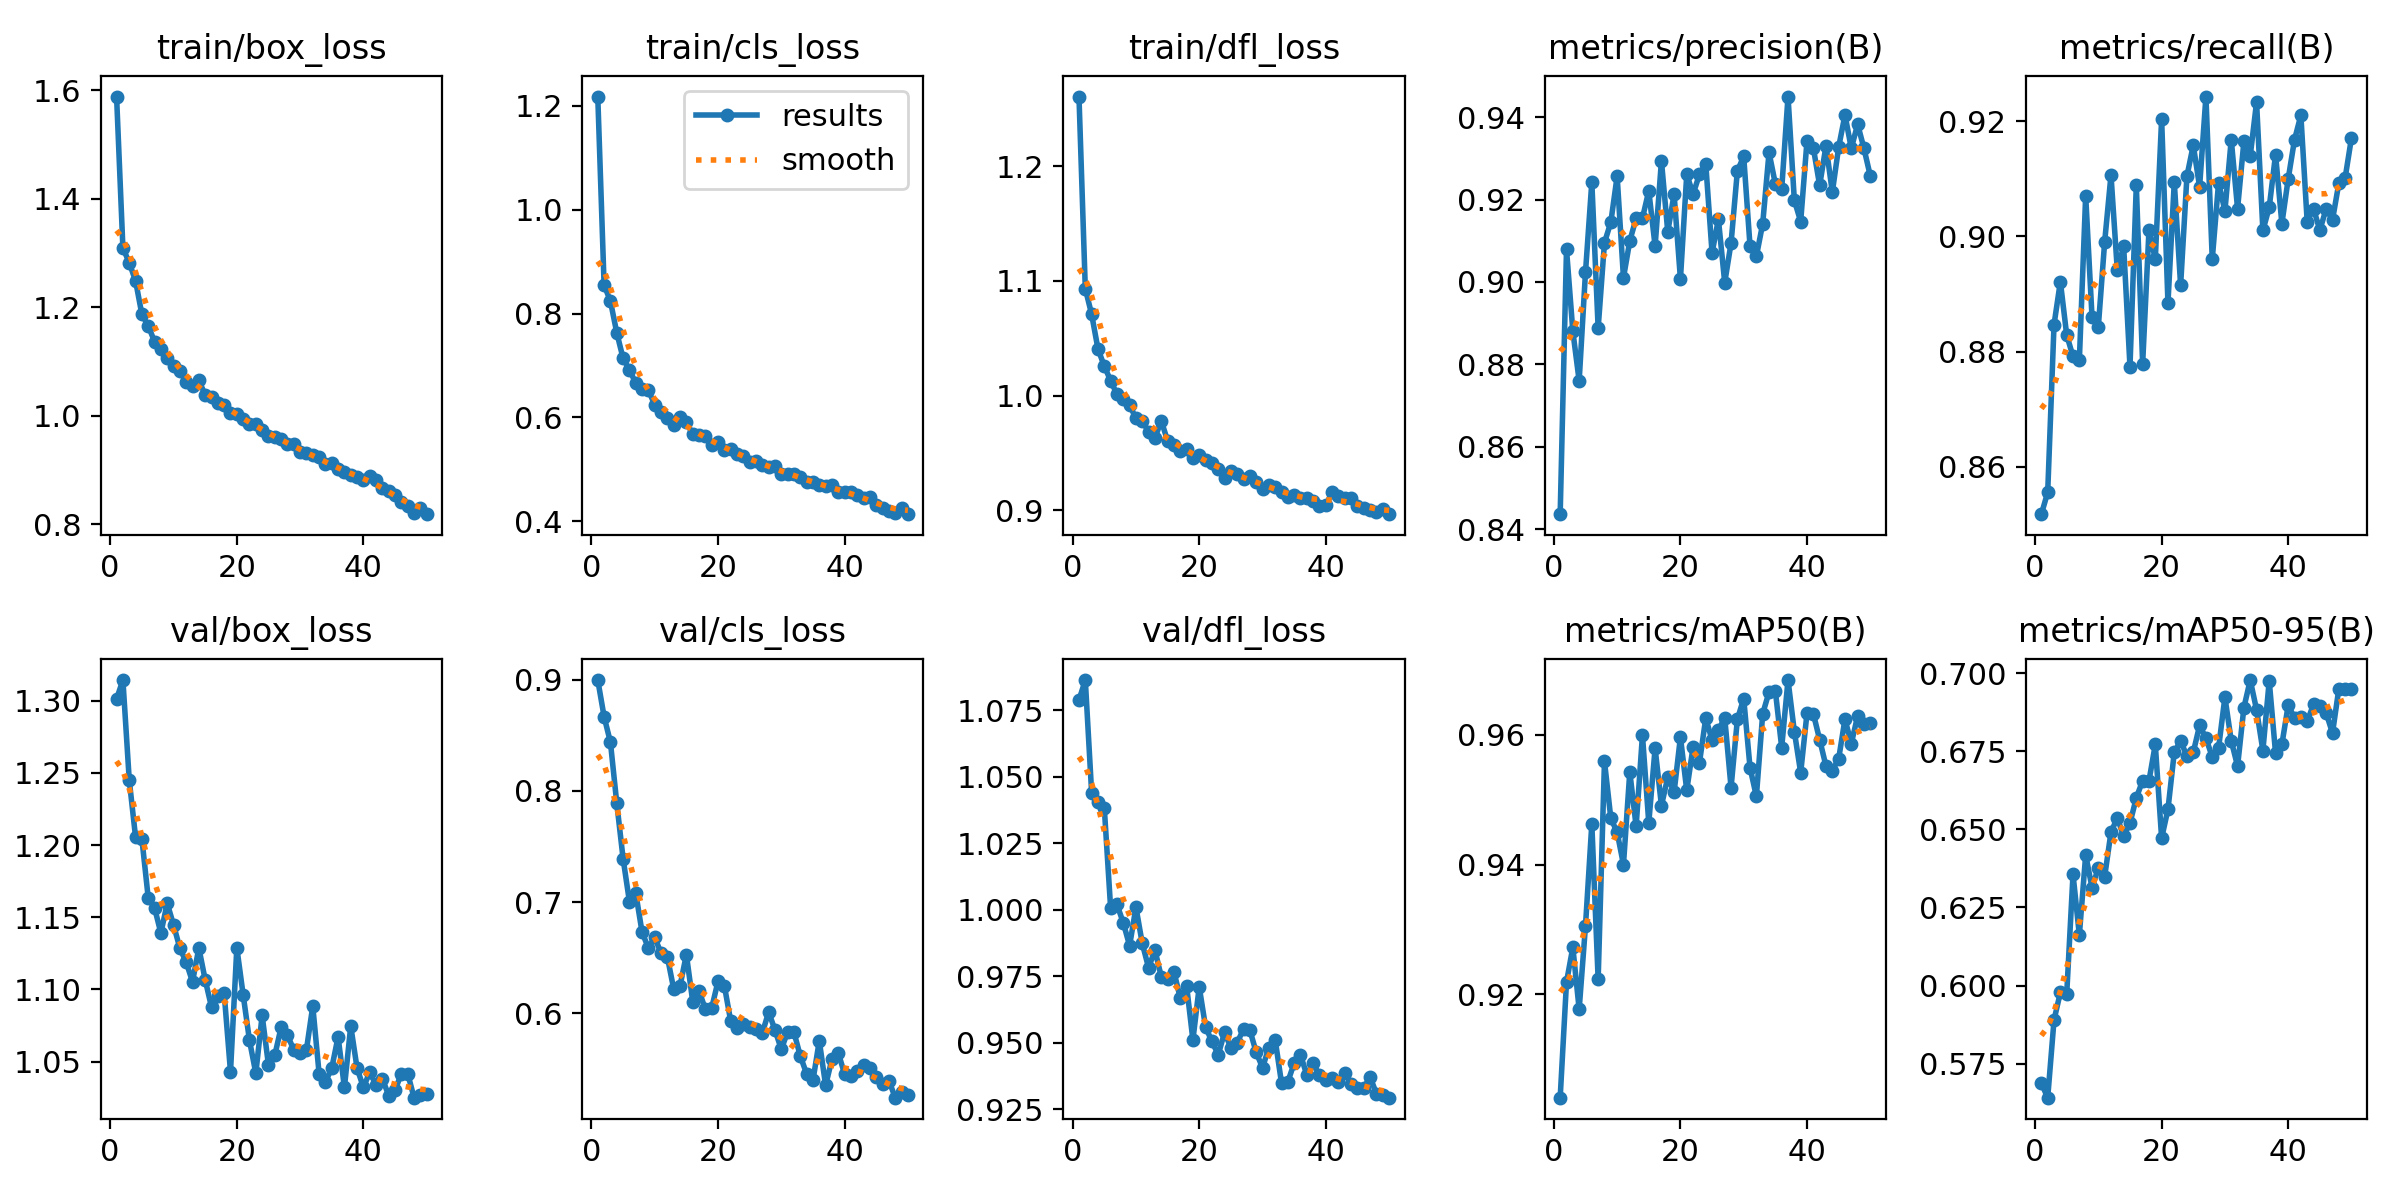 train/box_loss
1.6
1.4
1.2
1.0
0.8
0 20 40
train/cls_loss
results
smooth
1.2
1.0
0.8
0.6
0.4
0 20 40
train/dfl_loss
1.2
1.1
1.0
0.9
0 20 40
metrics/precision(B)
0.94
0.92
0.90
0.88
0.86
0.84
0 20 40
metrics/recall(B)
0.92
0.90
0.88
0.86
0 20 40
val/box_loss
1.30
1.25
1.20
1.15
1.10
1.05
0 20 40
val/cls_loss
0.9
0.8
0.7
0.6
0 20 40
val/dfl_loss
1.075
1.050
1.025
1.000
0.975
0.950
0.925
0 20 40
metrics/mAP50(B)
0.96
0.94
0.92
0 20 40
metrics/mAP50-95(B)
0.700
0.675
0.650
0.625
0.600
0.575
0 20 40